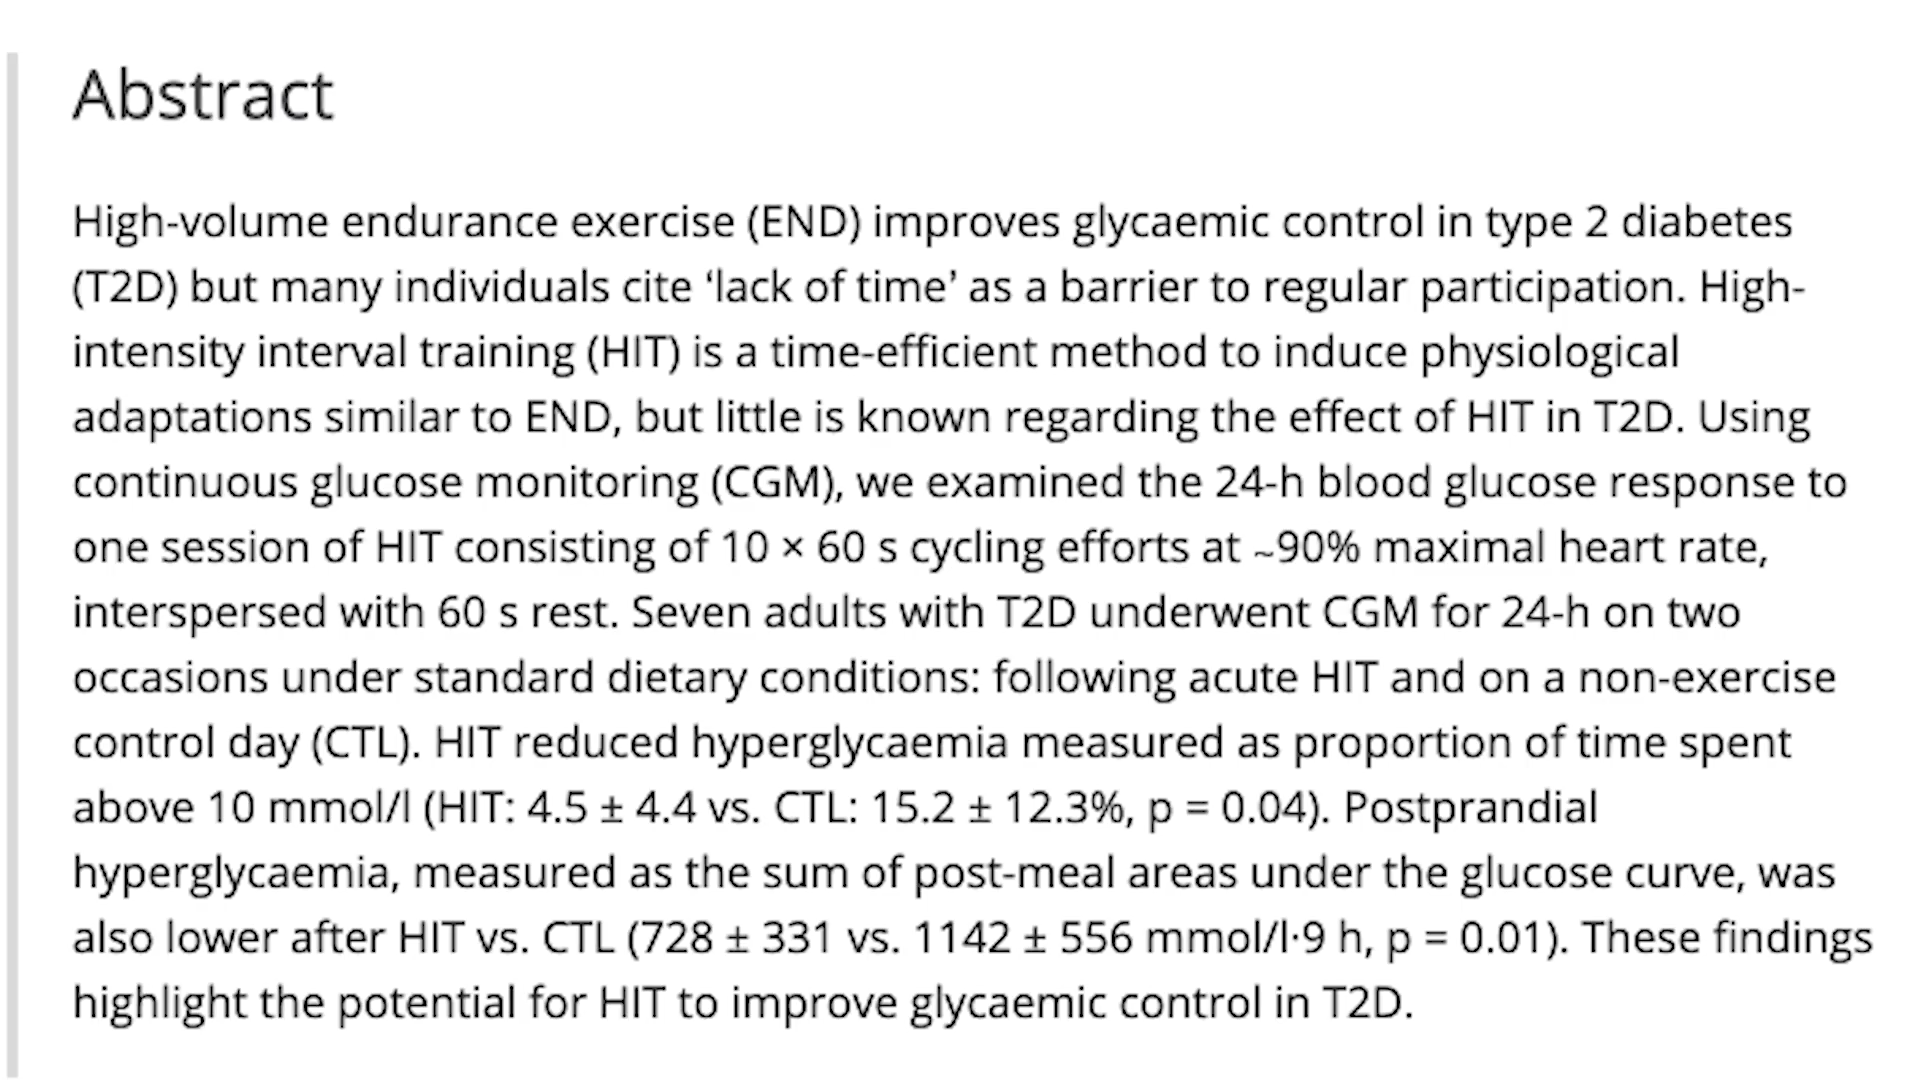 Abstract
High-volume endurance exercise (END) improves glycaemic control in type 2 diabetes
(T2D) but many individuals cite ‘lack of time’ as a barrier to regular participation. High-
intensity interval training (HIT) is a time-efficient method to induce physiological
adaptations similar to END, but little is known regarding the effect of HIT in T2D. Using
continuous glucose monitoring (CGM), we examined the 24-h blood glucose response to
one session of HIT consisting of 10 × 60 s cycling efforts at ~90% maximal heart rate,
interspersed with 60 s rest. Seven adults with T2D underwent CGM for 24-h on two
occasions under standard dietary conditions: following acute HIT and on a non-exercise
control day (CTL). HIT reduced hyperglycaemia measured as proportion of time spent
above 10 mmol/l (HIT: 4.5 ± 4.4 vs. CTL: 15.2 ± 12.3%, p = 0.04). Postprandial
hyperglycaemia, measured as the sum of post-meal areas under the glucose curve, was
also lower after HIT vs. CTL (728 ± 331 vs. 1142 ± 556 mmol/l·9 h, p = 0.01). These findings
highlight the potential for HIT to improve glycaemic control in T2D.